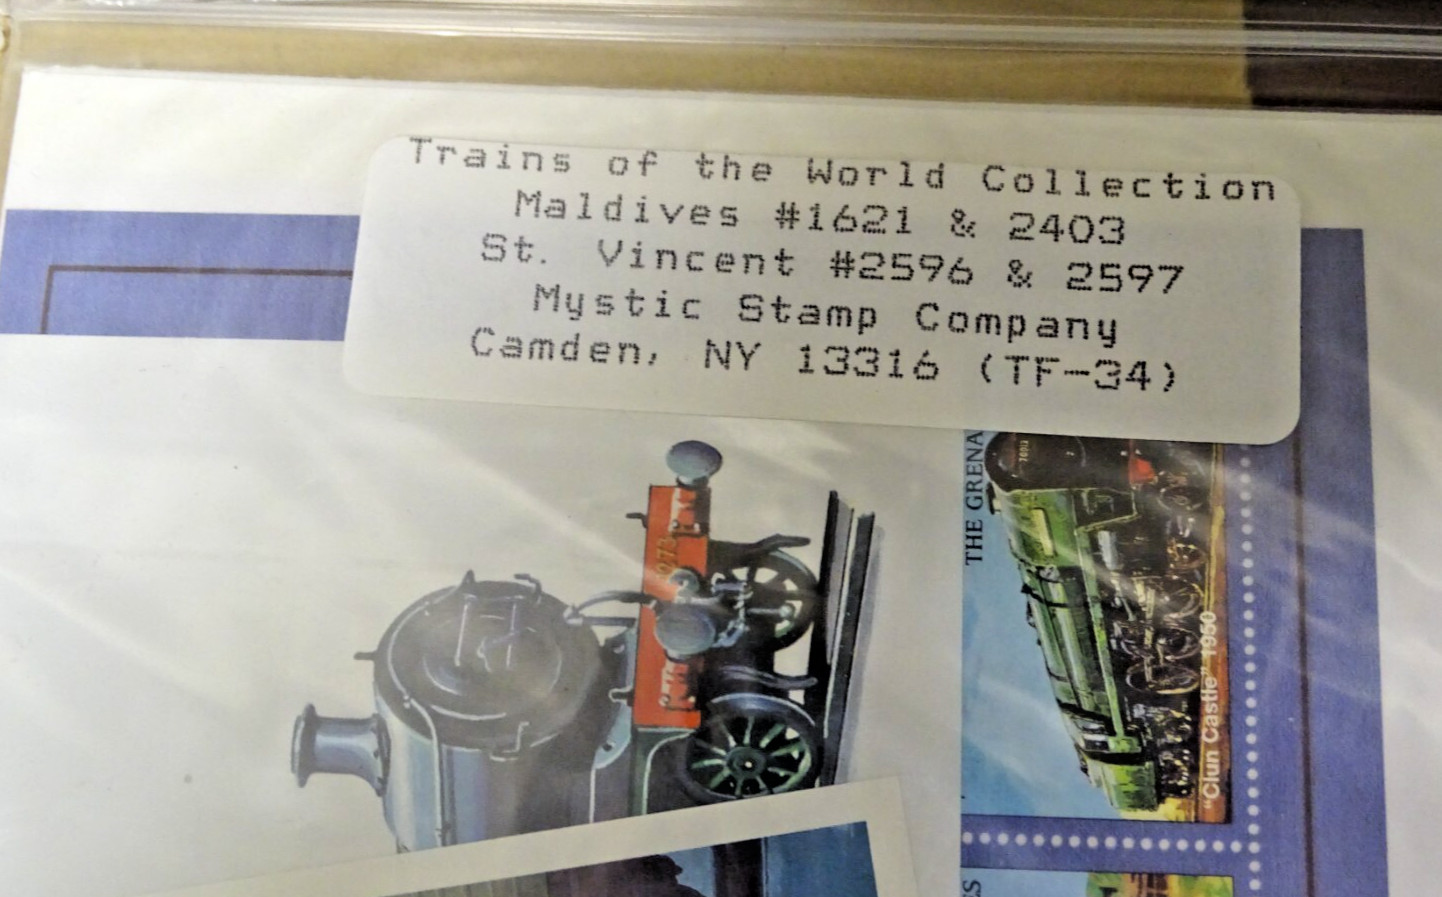 Trains of the World Collection
Maldives #1621 & 2403
St. Vincent #2596 & 2597
Mystic Stamp Company
Camden, NY 13316 (TF-34)
THE GRENA
"Clun Castle" 1950
ES